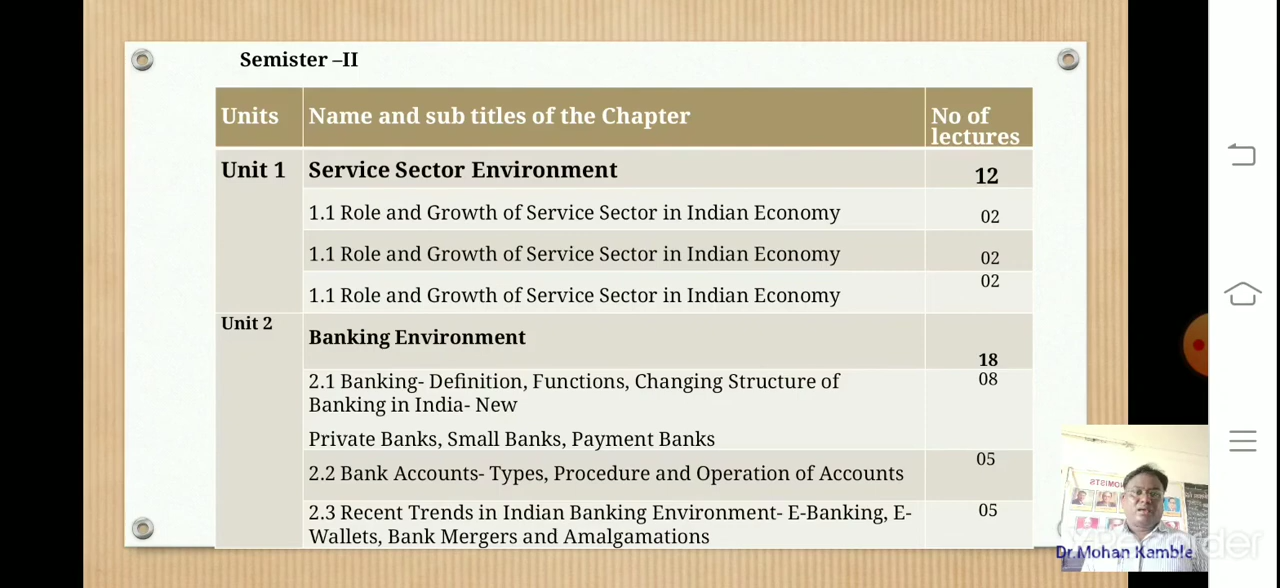 Semister –II
Units Name and sub titles of the Chapter No of lectures
Unit 1 Service Sector Environment 12
1.1 Role and Growth of Service Sector in Indian Economy 02
1.1 Role and Growth of Service Sector in Indian Economy 02
1.1 Role and Growth of Service Sector in Indian Economy 02
Unit 2 Banking Environment 18
2.1 Banking- Definition, Functions, Changing Structure of 08
Banking in India- New
Private Banks, Small Banks, Payment Banks
2.2 Bank Accounts- Types, Procedure and Operation of Accounts 05
2.3 Recent Trends in Indian Banking Environment- E-Banking, E- 05
Wallets, Bank Mergers and Amalgamations
Dr.Mohan Kamble